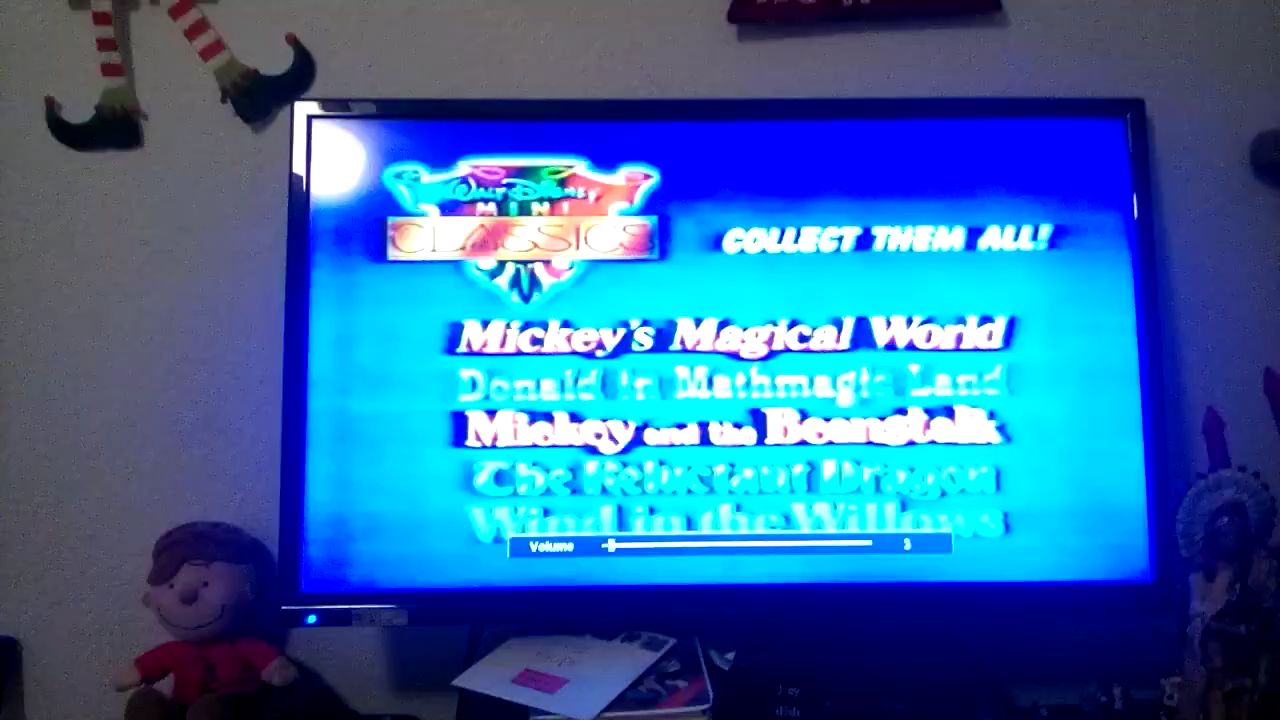 Walt Disney
MINI
CLASSICS
COLLECT THEM ALL!
Mickey's Magical World
Donald in Mathmagic Land
Mickey and the Beanstalk
The Reluctant Dragon
Wind in the Willows
Volume 3